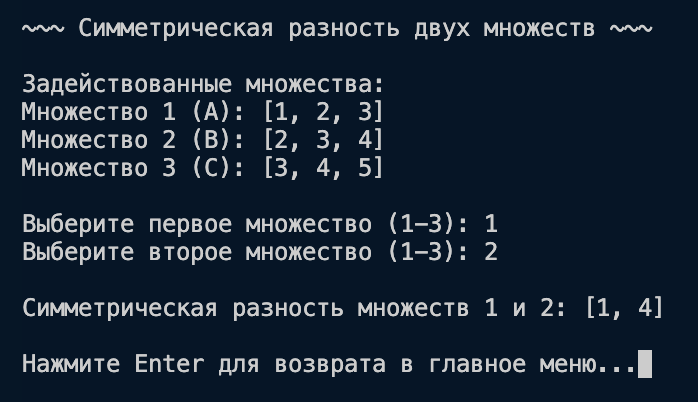 ~~~ Симметрическая разность двух множеств ~~~
Задействованные множества:
Множество 1 (A): [1, 2, 3]
Множество 2 (B): [2, 3, 4]
Множество 3 (C): [3, 4, 5]
Выберите первое множество (1-3): 1
Выберите второе множество (1-3): 2
Симметрическая разность множеств 1 и 2: [1, 4]
Нажмите Enter для возврата в главное меню...